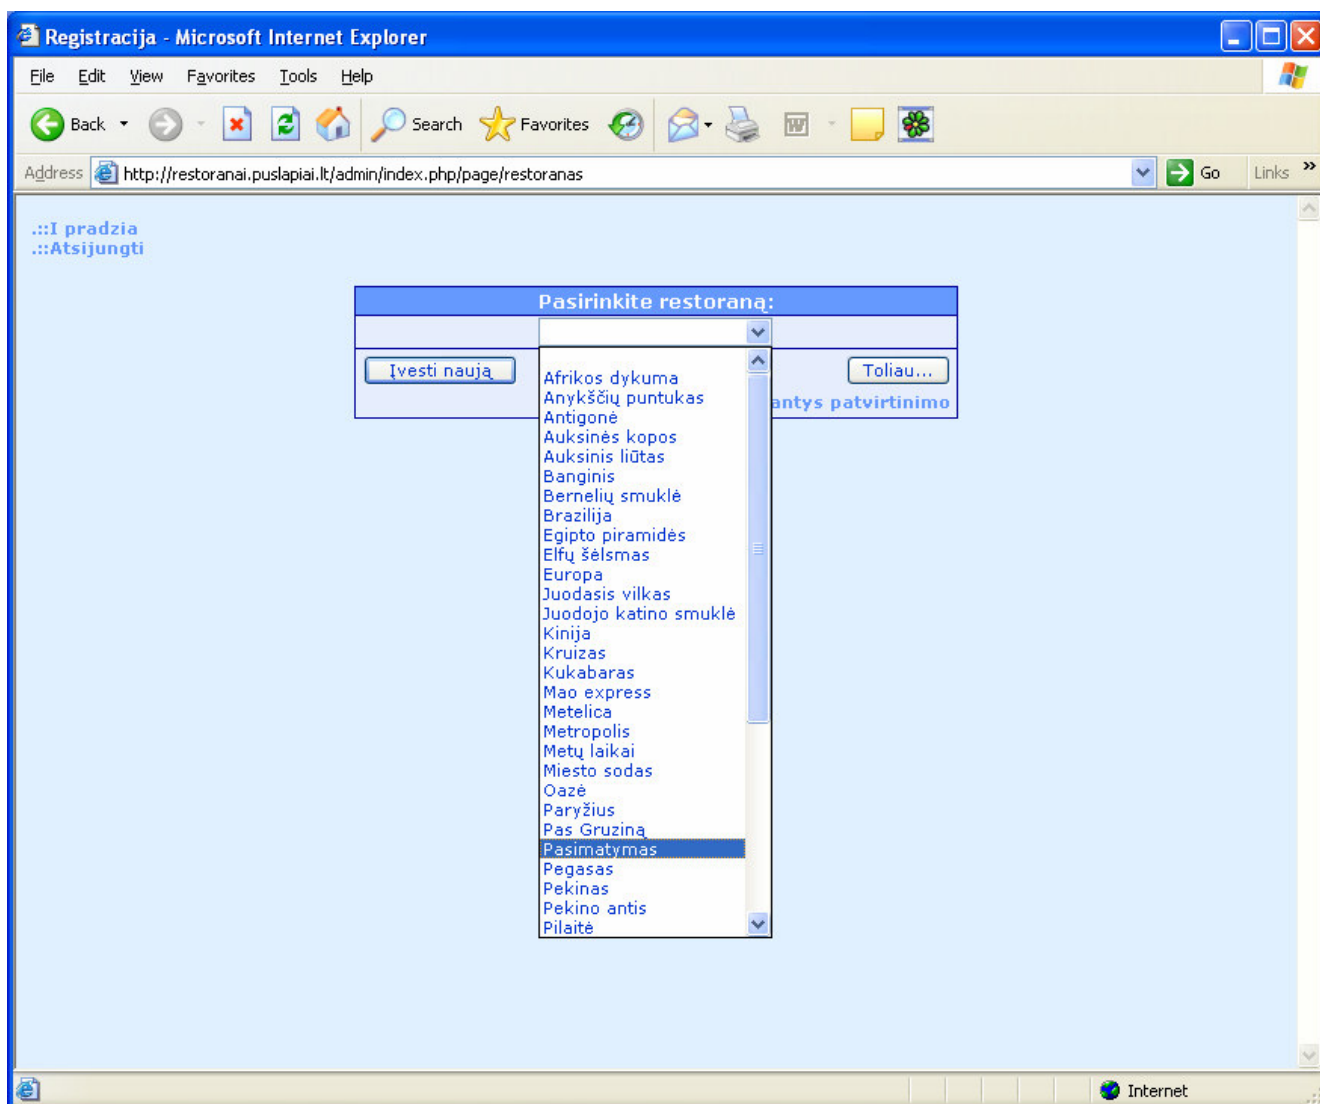 Registracija - Microsoft Internet Explorer
File Edit View Favorites Tools Help
Back Search Favorites
Address http://restoranai.puslapiai.lt/admin/index.php/page/restoranas Go Links »
.::I pradzia
.::Atsijungti
Pasirinkite restoraną:
Įvesti naują Toliau...
antys patvirtinimo
Afrikos dykuma
Anykščių puntukas
Antigonė
Auksinės kopos
Auksinis liūtas
Banginis
Bernelių smuklė
Brazilija
Egipto piramidės
Elfų šėlsmas
Europa
Juodasis vilkas
Juodojo katino smuklė
Kinija
Kruizas
Kukabaras
Mao express
Metelica
Metropolis
Metų laikai
Miesto sodas
Oazė
Paryžius
Pas Gruziną
Pasimatymas
Pegasas
Pekinas
Pekino antis
Pilaitė
Internet